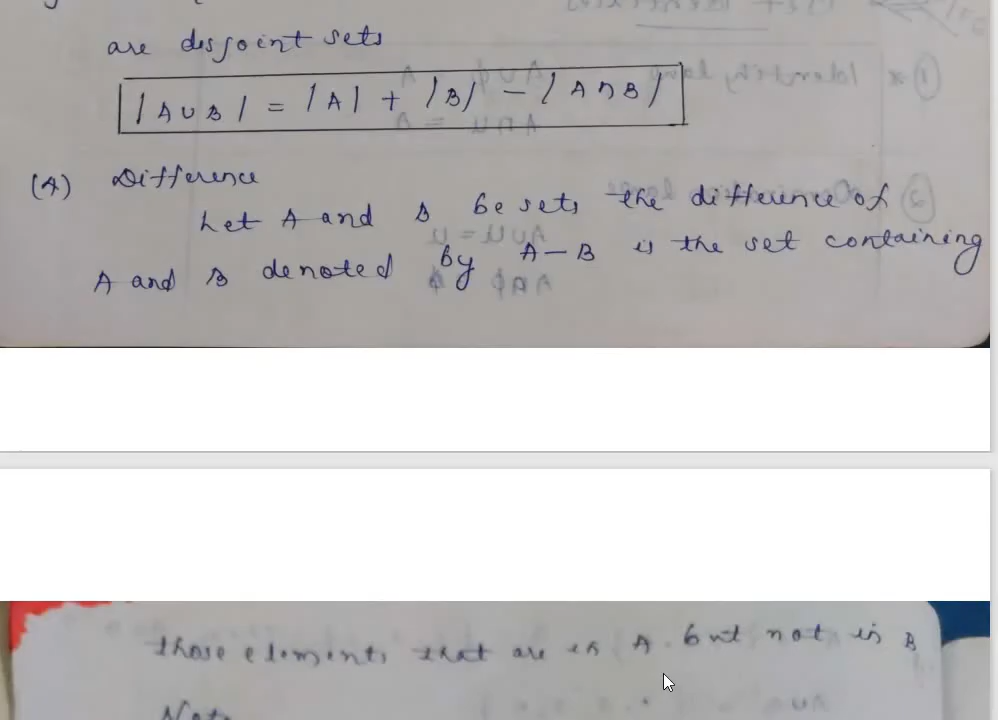 are disjoint sets
|A∪B| = |A| + |B| - |A∩B|
(4) Difference
Let A and B be sets the difference of
A and B denoted by A-B is the set containing
those elements that are in A but not in B
Note